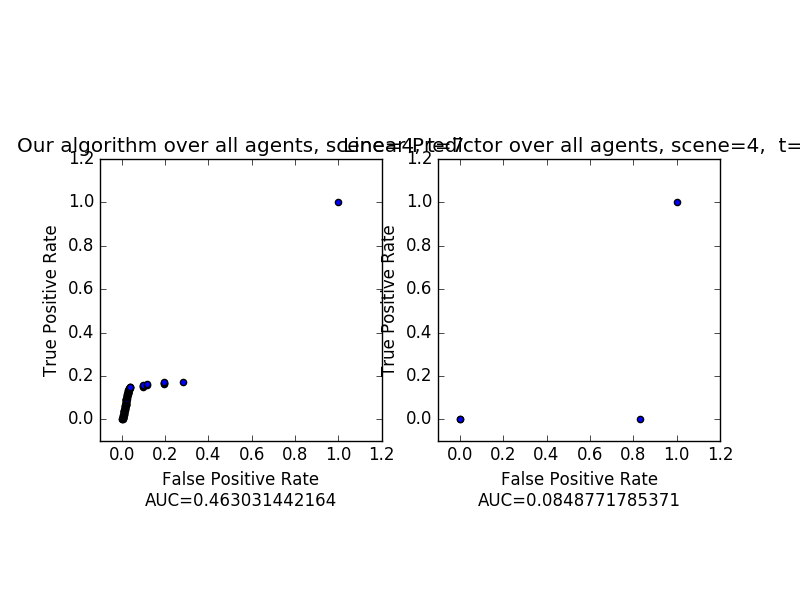 Our algorithm over all agents, scene=4, t=7
Linear Predictor over all agents, scene=4,  t=
1.2
1.0
0.8
0.6
0.4
0.2
0.0
True Positive Rate
0.0 0.2 0.4 0.6 0.8 1.0 1.2
False Positive Rate
AUC=0.463031442164
1.2
1.0
0.8
0.6
0.4
0.2
0.0
True Positive Rate
0.0 0.2 0.4 0.6 0.8 1.0 1.2
False Positive Rate
AUC=0.0848771785371